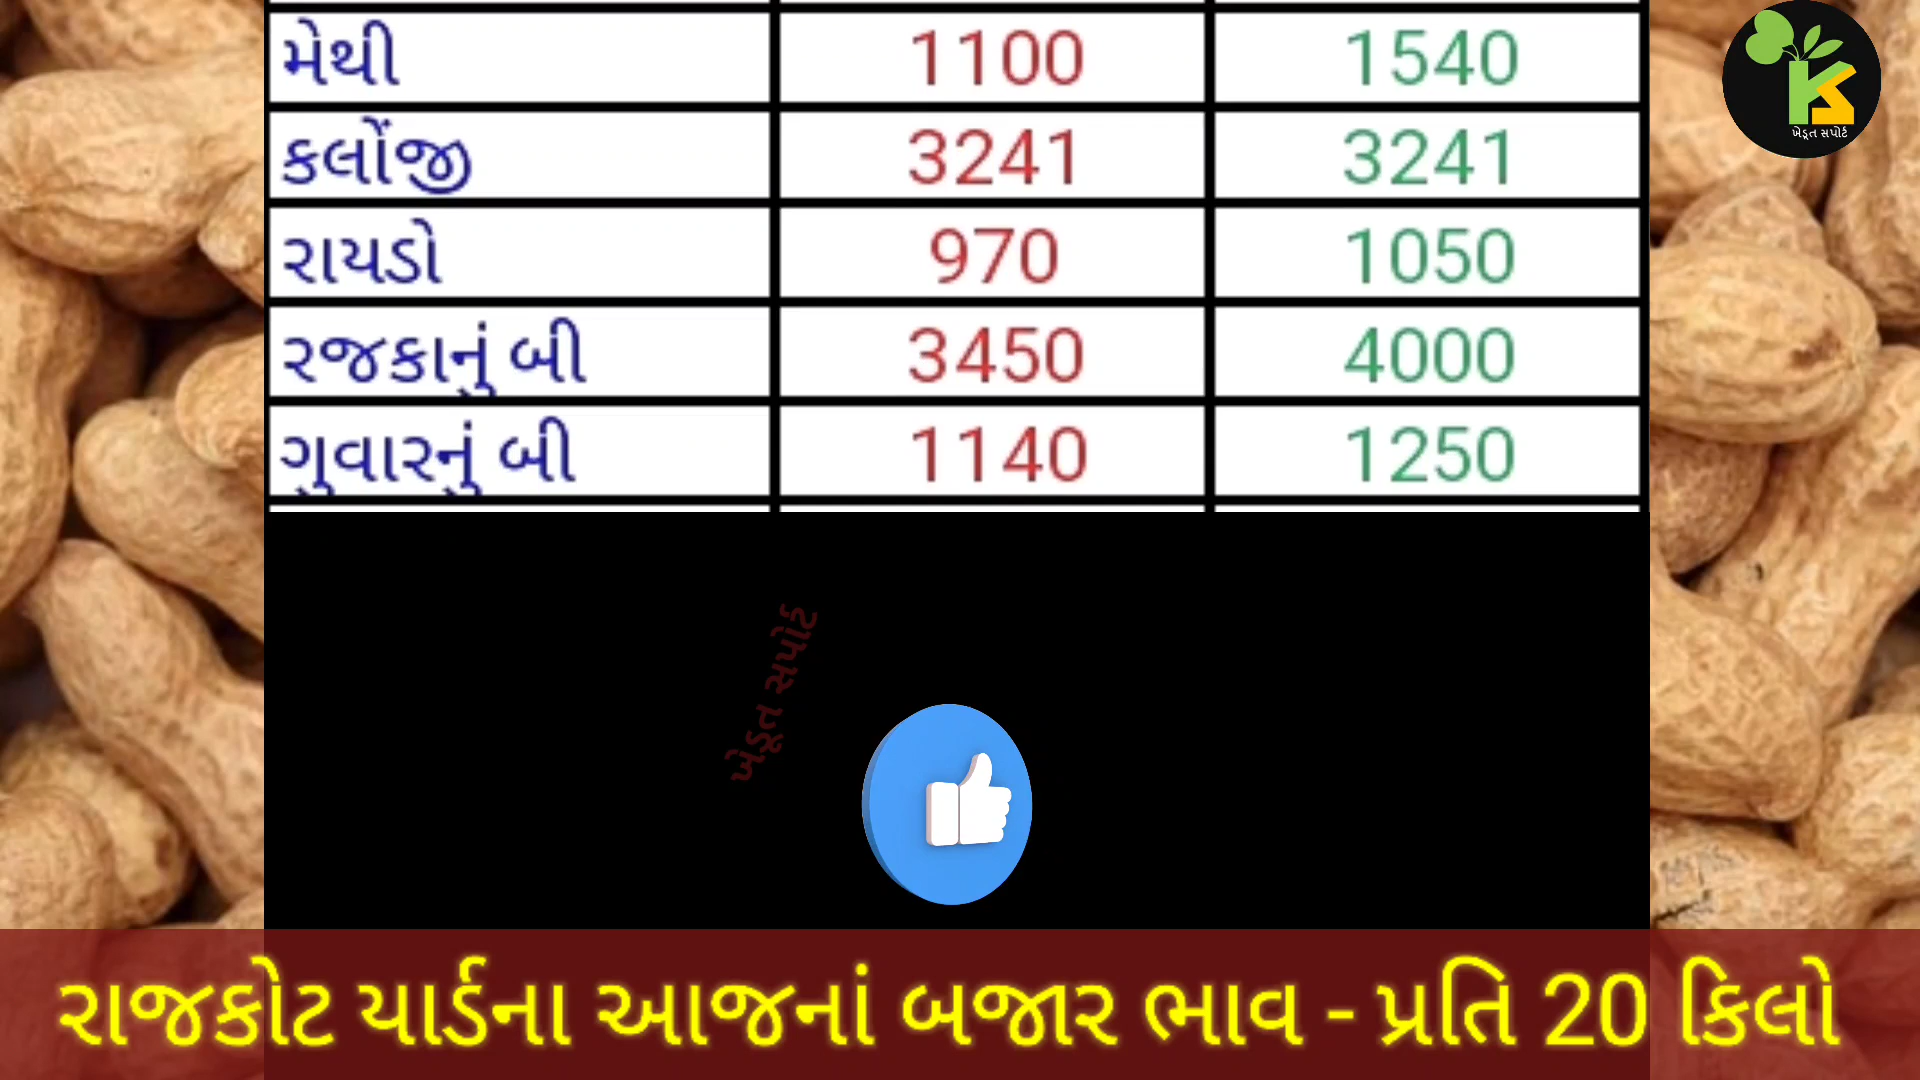 મેથી 1100 1540
કલોંજી 3241 3241
રાયડો 970 1050
રજકાનું બી 3450 4000
ગુવારનું બી 1140 1250
ખેડૂત સપોર્ટ
ખેડૂત સપોર્ટ
રાજકોટ યાર્ડના આજનાં બજાર ભાવ - પ્રતિ 20 કિલો